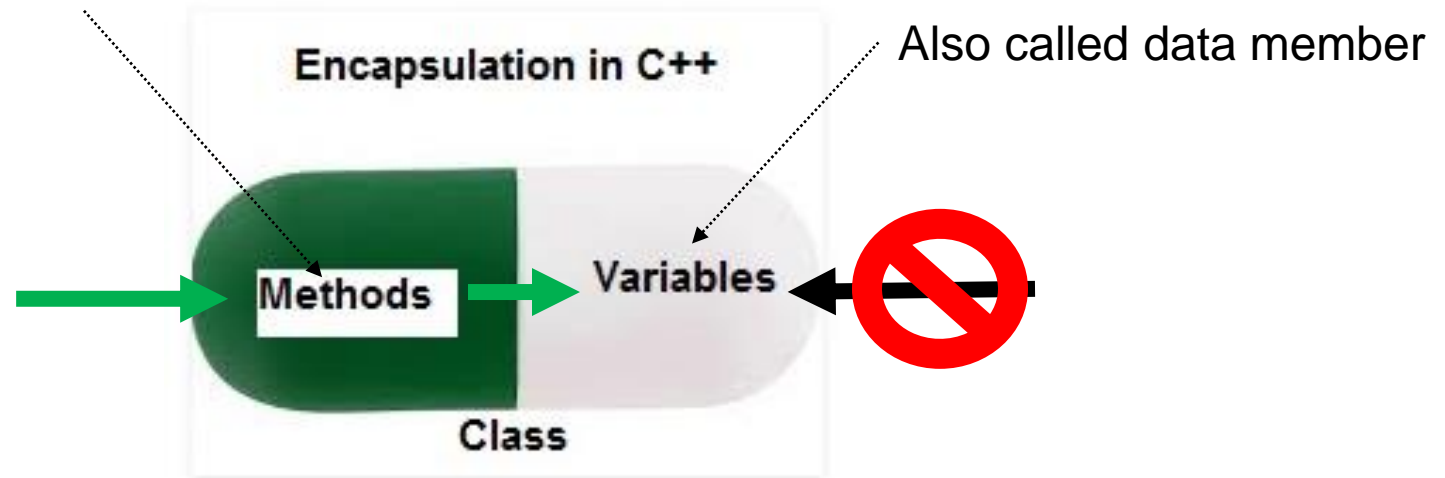 Encapsulation in C++
Also called data member
Methods
Variables
Class